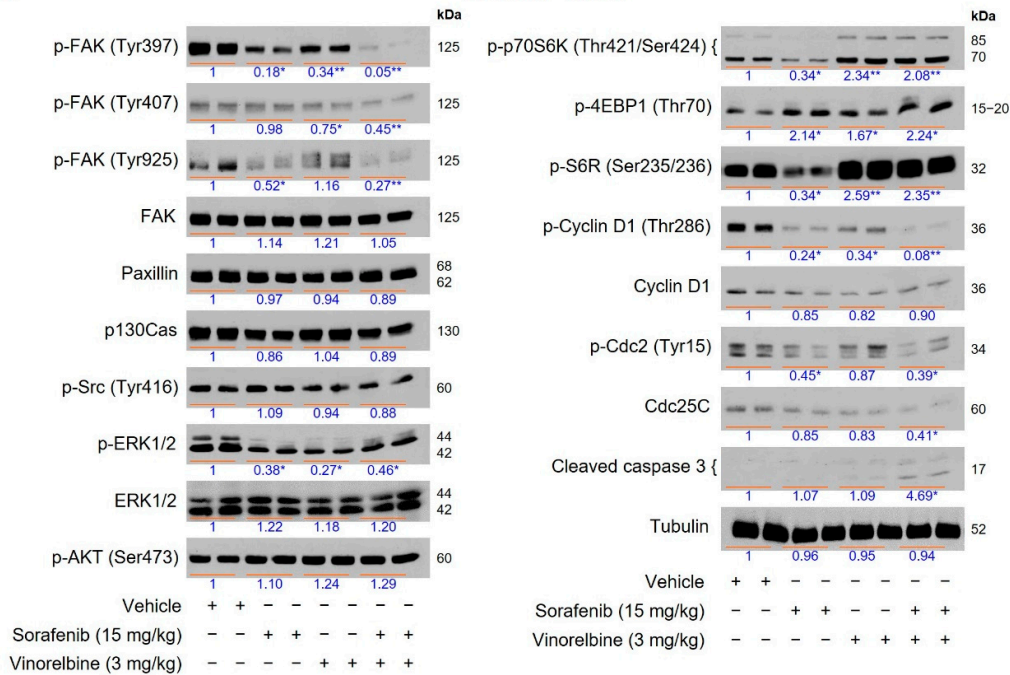 kDa
p-FAK (Tyr397) 125
1 0.18* 0.34** 0.05**
p-FAK (Tyr407) 125
1 0.98 0.75* 0.45**
p-FAK (Tyr925) 125
1 0.52* 1.16 0.27**
FAK 125
1 1.14 1.21 1.05
Paxillin 68
62
1 0.97 0.94 0.89
p130Cas 130
1 0.86 1.04 0.89
p-Src (Tyr416) 60
1 1.09 0.94 0.88
p-ERK1/2 44
42
1 0.38* 0.27* 0.46*
ERK1/2 44
42
1 1.22 1.18 1.20
p-AKT (Ser473) 60
1 1.10 1.24 1.29
Vehicle + + − − − − − −
Sorafenib (15 mg/kg) − − + + − − + +
Vinorelbine (3 mg/kg) − − − − + + + +
kDa
p-p70S6K (Thr421/Ser424) { 85
70
1 0.34* 2.34** 2.08**
p-4EBP1 (Thr70) 15−20
1 2.14* 1.67* 2.24*
p-S6R (Ser235/236) 32
1 0.34* 2.59** 2.35**
p-Cyclin D1 (Thr286) 36
1 0.24* 0.34* 0.08**
Cyclin D1 36
1 0.85 0.82 0.90
p-Cdc2 (Tyr15) 34
1 0.45* 0.87 0.39*
Cdc25C 60
1 0.85 0.83 0.41*
Cleaved caspase 3 { 17
1 1.07 1.09 4.69*
Tubulin 52
1 0.96 0.95 0.94
Vehicle + + − − − − − −
Sorafenib (15 mg/kg) − − + + − − + +
Vinorelbine (3 mg/kg) − − − − + + + +